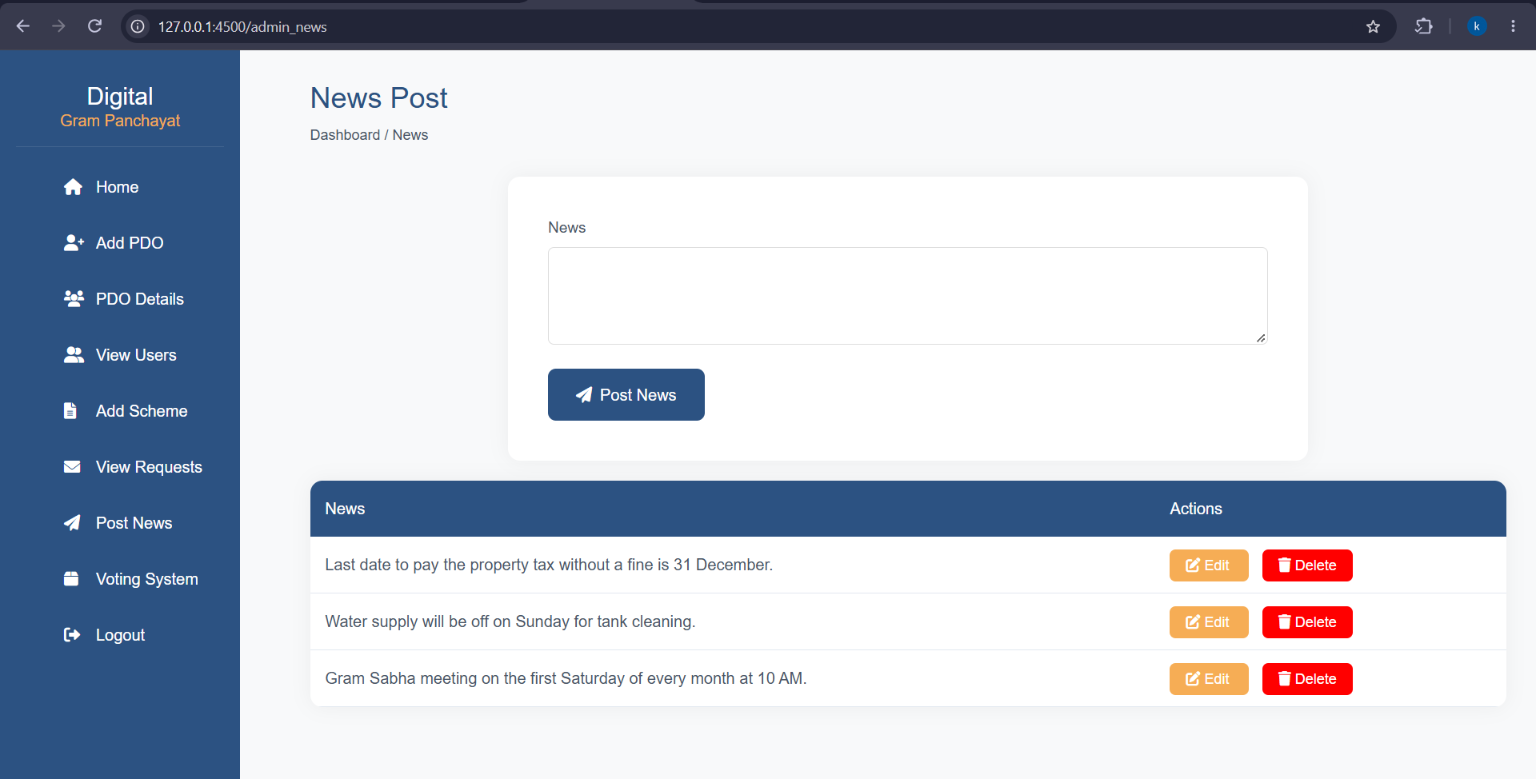 127.0.0.1:4500/admin_news
k
Digital
Gram Panchayat
Home
Add PDO
PDO Details
View Users
Add Scheme
View Requests
Post News
Voting System
Logout
News Post
Dashboard / News
News
Post News
News Actions
Last date to pay the property tax without a fine is 31 December. Edit Delete
Water supply will be off on Sunday for tank cleaning. Edit Delete
Gram Sabha meeting on the first Saturday of every month at 10 AM. Edit Delete